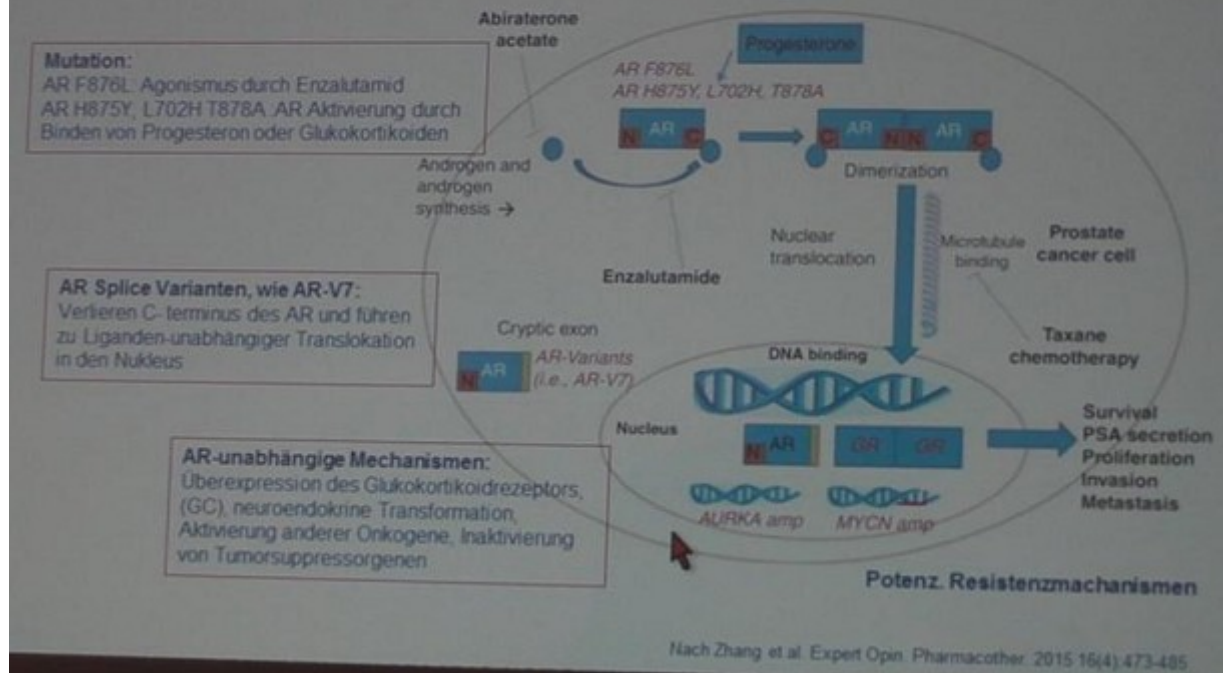 Abiraterone
acetate
Mutation:
AR F876L: Agonismus durch Enzalutamid
AR H875Y, L702H T878A :AR Aktivierung durch
Binden von Progesteron oder Glukokortikoiden
Progesterone
AR F876L
AR H875Y, L702H, T878A
N AR C
C AR N N AR C
Dimerization
Androgen and
androgen
synthesis →
Enzalutamide
Nuclear
translocation
Microtubule
binding
Prostate
cancer cell
Taxane
chemotherapy
AR Splice Varianten, wie AR-V7:
Verlieren C- terminus des AR und führen
zu Liganden-unabhängiger Translokation
in den Nukleus
Cryptic exon
N AR
AR-Variants
(i.e., AR-V7)
DNA binding
Nucleus
N AR
GR GR
AURKA amp
MYCN amp
Survival
PSA secretion
Proliferation
Invasion
Metastasis
AR-unabhängige Mechanismen:
Überexpression des Glukokortikoidrezeptors,
(GC), neuroendokrine Transformation,
Aktivierung anderer Onkogene, Inaktivierung
von Tumorsuppressorgenen
Potenz. Resistenzmachanismen
Nach Zhang et al. Expert Opin. Pharmacother. 2015 16(4):473-485